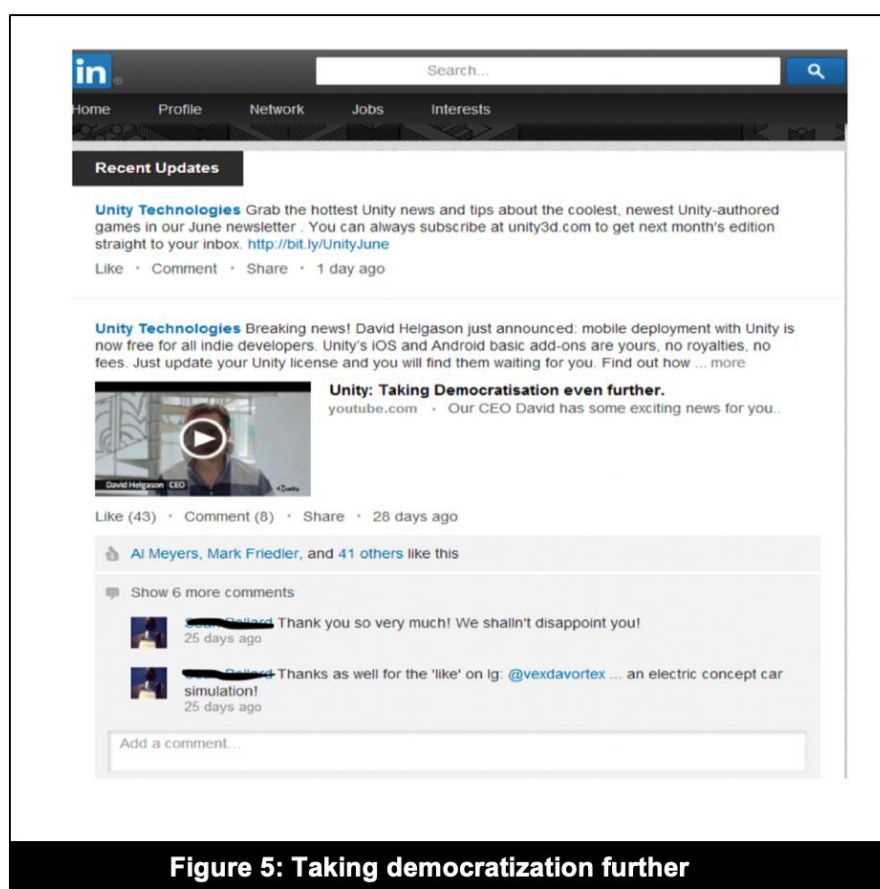 in
Search...
Home Profile Network Jobs Interests
Recent Updates
Unity Technologies Grab the hottest Unity news and tips about the coolest, newest Unity-authored
games in our June newsletter . You can always subscribe at unity3d.com to get next month's edition
straight to your inbox. http://bit.ly/UnityJune
Like · Comment · Share · 1 day ago
Unity Technologies Breaking news! David Helgason just announced: mobile deployment with Unity is
now free for all indie developers. Unity's iOS and Android basic add-ons are yours, no royalties, no
fees. Just update your Unity license and you will find them waiting for you. Find out how ... more
Unity: Taking Democratisation even further.
youtube.com · Our CEO David has some exciting news for you..
David Helgason CEO
unity
Like (43) · Comment (8) · Share · 28 days ago
Al Meyers, Mark Friedler, and 41 others like this
Show 6 more comments
Thank you so very much! We shalln't disappoint you!
25 days ago
Thanks as well for the 'like' on Ig: @vexdavortex ... an electric concept car
simulation!
25 days ago
Add a comment...
Figure 5: Taking democratization further